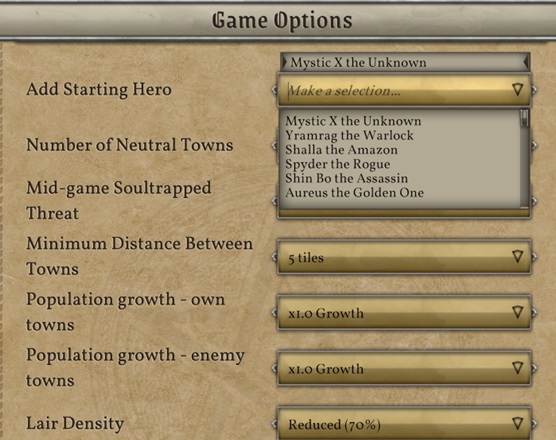 Game Options
Mystic X the Unknown
Add Starting Hero
Make a selection...
Mystic X the Unknown
Yramrag the Warlock
Shalla the Amazon
Spyder the Rogue
Shin Bo the Assassin
Aureus the Golden One
Number of Neutral Towns
Mid-game Soultrapped
Threat
Minimum Distance Between
Towns
5 tiles
Population growth - own
towns
x1.0 Growth
Population growth - enemy
towns
x1.0 Growth
Lair Density
Reduced (70%)